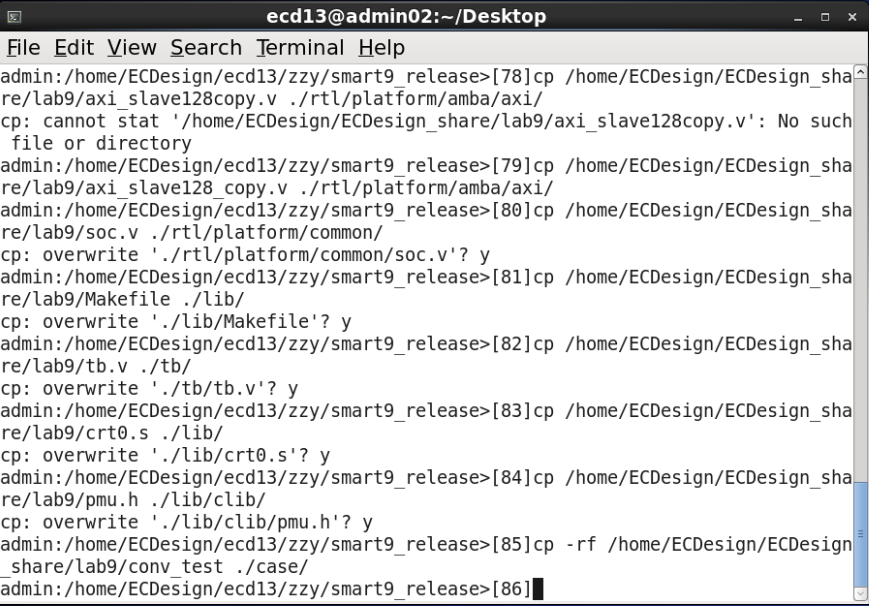 ecd13@admin02:~/Desktop
File Edit View Search Terminal Help
admin:/home/ECDesign/ecd13/zzy/smart9_release>[78]cp /home/ECDesign/ECDesign_sha
re/lab9/axi_slave128copy.v ./rtl/platform/amba/axi/
cp: cannot stat '/home/ECDesign/ECDesign_share/lab9/axi_slave128copy.v': No such
 file or directory
admin:/home/ECDesign/ecd13/zzy/smart9_release>[79]cp /home/ECDesign/ECDesign_sha
re/lab9/axi_slave128_copy.v ./rtl/platform/amba/axi/
admin:/home/ECDesign/ecd13/zzy/smart9_release>[80]cp /home/ECDesign/ECDesign_sha
re/lab9/soc.v ./rtl/platform/common/
cp: overwrite './rtl/platform/common/soc.v'? y
admin:/home/ECDesign/ecd13/zzy/smart9_release>[81]cp /home/ECDesign/ECDesign_sha
re/lab9/Makefile ./lib/
cp: overwrite './lib/Makefile'? y
admin:/home/ECDesign/ecd13/zzy/smart9_release>[82]cp /home/ECDesign/ECDesign_sha
re/lab9/tb.v ./tb/
cp: overwrite './tb/tb.v'? y
admin:/home/ECDesign/ecd13/zzy/smart9_release>[83]cp /home/ECDesign/ECDesign_sha
re/lab9/crt0.s ./lib/
cp: overwrite './lib/crt0.s'? y
admin:/home/ECDesign/ecd13/zzy/smart9_release>[84]cp /home/ECDesign/ECDesign_sha
re/lab9/pmu.h ./lib/clib/
cp: overwrite './lib/clib/pmu.h'? y
admin:/home/ECDesign/ecd13/zzy/smart9_release>[85]cp -rf /home/ECDesign/ECDesign
_share/lab9/conv_test ./case/
admin:/home/ECDesign/ecd13/zzy/smart9_release>[86]